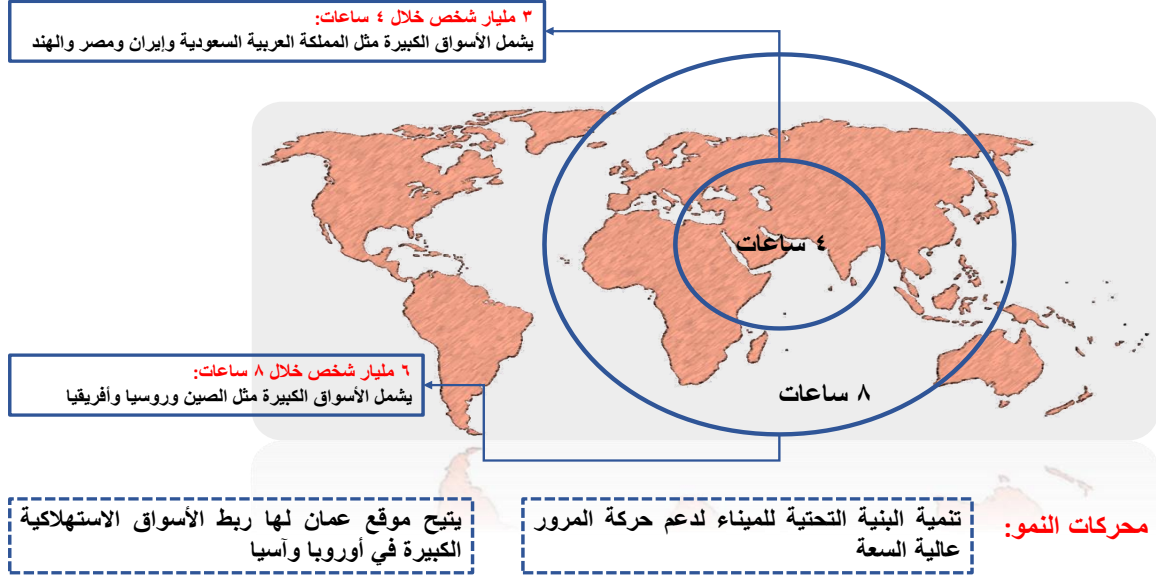 ٣ مليار شخص خلال ٤ ساعات:
يشمل الأسواق الكبيرة مثل المملكة العربية السعودية وإيران ومصر والهند
٤ ساعات
٦ مليار شخص خلال ٨ ساعات:
يشمل الأسواق الكبيرة مثل الصين وروسيا وأفريقيا
٨ ساعات
محركات النمو:
تنمية البنية التحتية للميناء لدعم حركة المرور
عالية السعة
يتيح موقع عمان لها ربط الأسواق الاستهلاكية
الكبيرة في أوروبا وآسيا